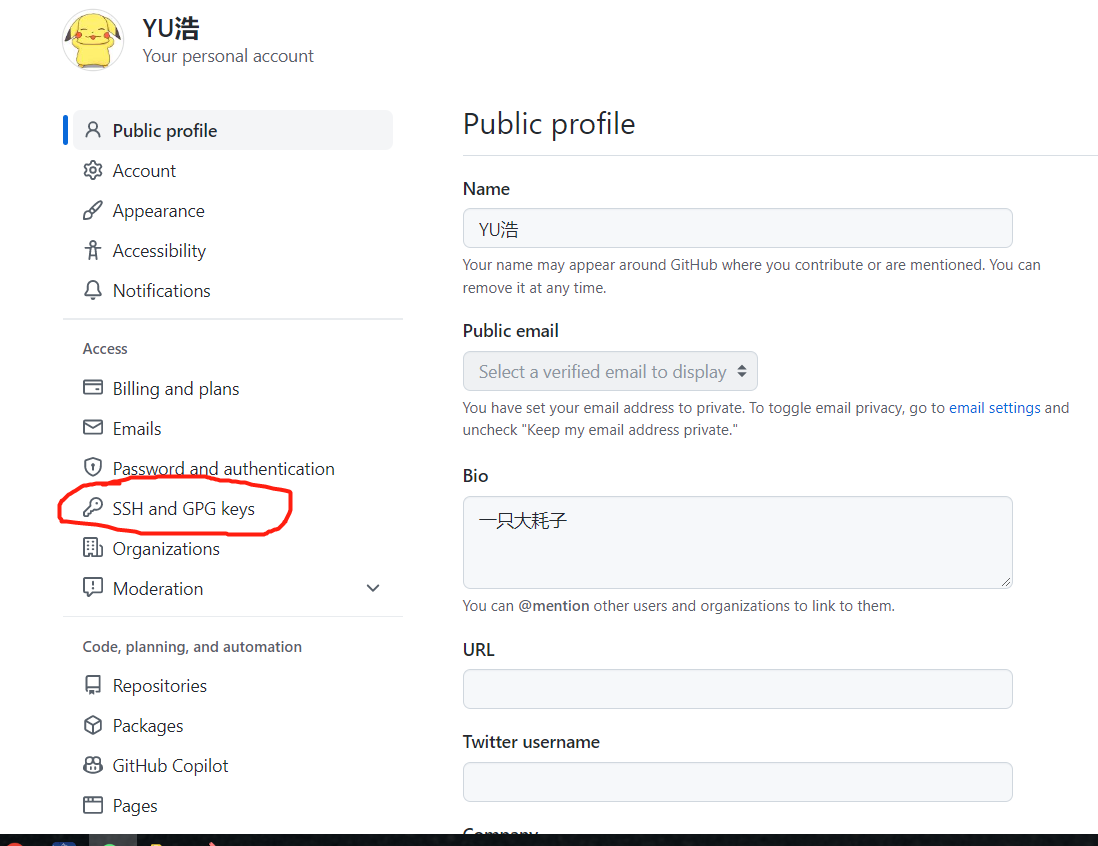 YU浩
Your personal account
Public profile
Account
Appearance
Accessibility
Notifications
Access
Billing and plans
Emails
Password and authentication
SSH and GPG keys
Organizations
Moderation
Code, planning, and automation
Repositories
Packages
GitHub Copilot
Pages
Public profile
Name
YU浩
Your name may appear around GitHub where you contribute or are mentioned. You can
remove it at any time.
Public email
Select a verified email to display
You have set your email address to private. To toggle email privacy, go to email settings and
uncheck "Keep my email address private."
Bio
一只大耗子
You can @mention other users and organizations to link to them.
URL
Twitter username
Company